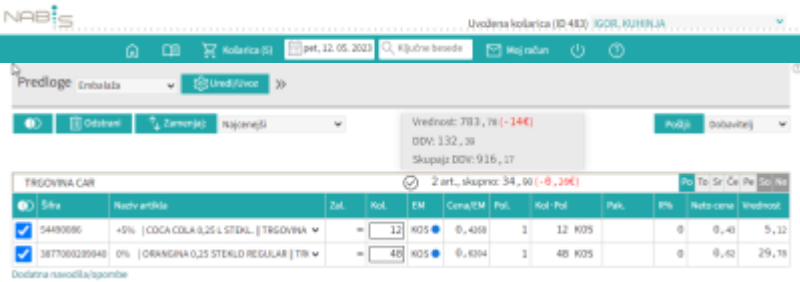 NABIS
Uvožena košarica (ID 483) IGOR, KUHINJA
Košarica (5) pet, 12. 05. 2023 Ključne besede Moj račun
Predloge Embalaža Uredi/Uvoz
Odstrani Zamenjaj: Najcenejši Vrednost: 783, 78 (-14€) Pošlji Dobavitelj
DDV: 132, 39
Skupaj z DDV: 916, 17
TRGOVINA CAR 2 art., skupno: 34, 90 (-0, 20€) Po To Sr Če Pe So Ne
Šifra Naziv artikla Zal. Kol. EM Cena/EM Pol. Kol·Pol Pak. R% Neto cena Vrednost
54490086 +5% | COCA COLA 0,25 L STEKL. | TRGOVINA = 12 KOS 0,4268 1 12 KOS 0 0,43 5,12
3877000209040 0% | ORANGINA 0,25 STEKLO REGULAR | TR = 48 KOS 0,6204 1 48 KOS 0 0,62 29,78
Dodatna navodila/opombe